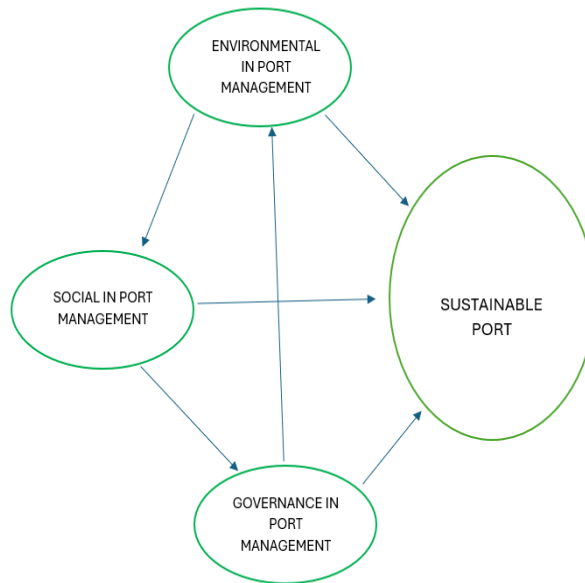 ENVIRONMENTAL
IN PORT
MANAGEMENT
SOCIAL IN PORT
MANAGEMENT
SUSTAINABLE
PORT
GOVERNANCE IN
PORT
MANAGEMENT